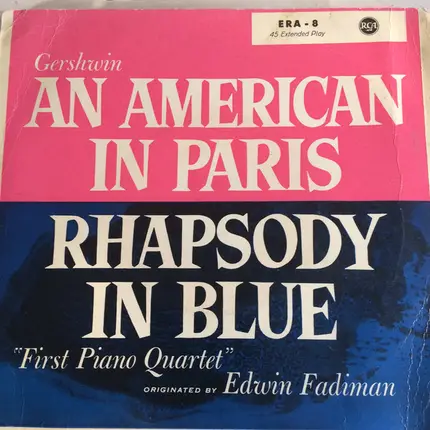 ERA - 8
45 Extended Play
RCA
Gershwin
AN AMERICAN
IN PARIS
RHAPSODY
IN BLUE
"First Piano Quartet"
ORIGINATED BY Edwin Fadiman